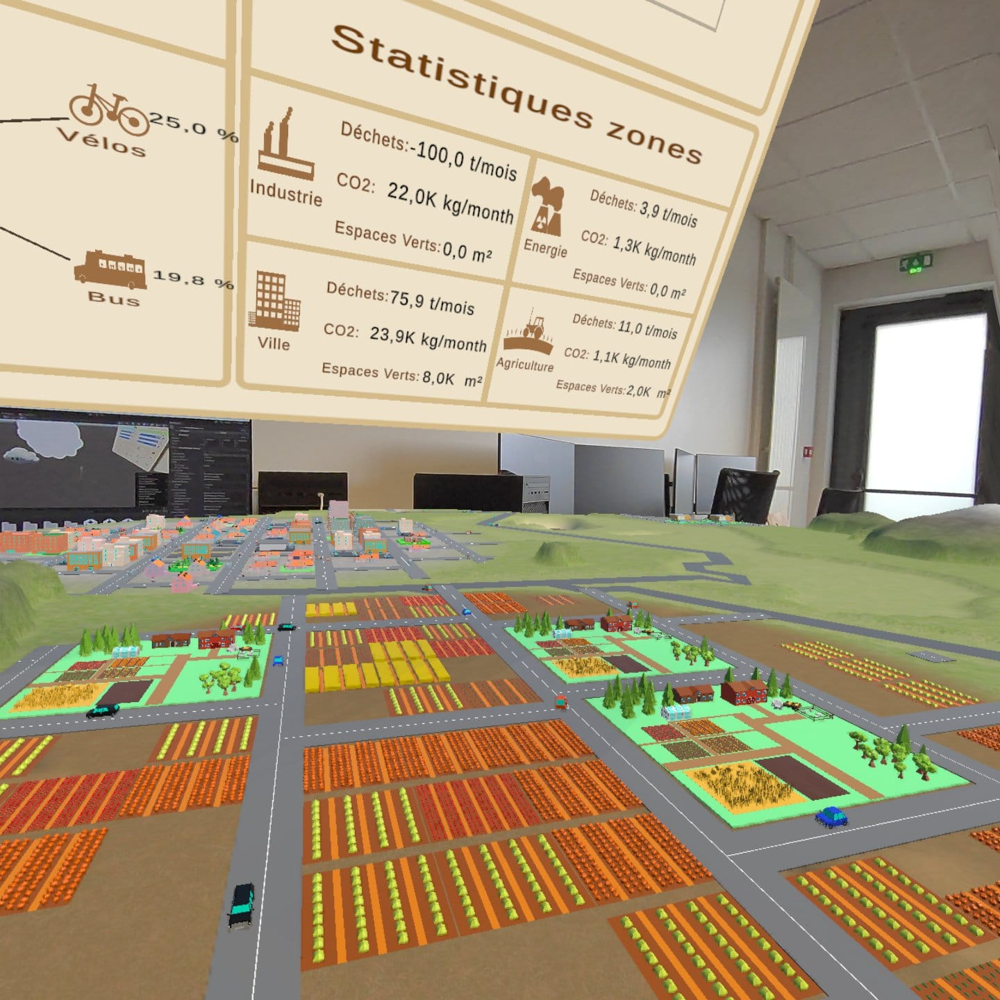 Statistiques zones
25,0 %
Vélos
19,8 %
Bus
Industrie
Déchets:-100,0 t/mois
CO2: 22,0K kg/month
Espaces Verts:0,0 m²
Energie
Déchets: 3,9 t/mois
CO2: 1,3K kg/month
Espaces Verts: 0,0 m²
Ville
Déchets:75,9 t/mois
CO2: 23,9K kg/month
Espaces Verts: 8,0K m²
Agriculture
Déchets: 11,0 t/mois
CO2: 1,1K kg/month
Espaces Verts:2,0K m²